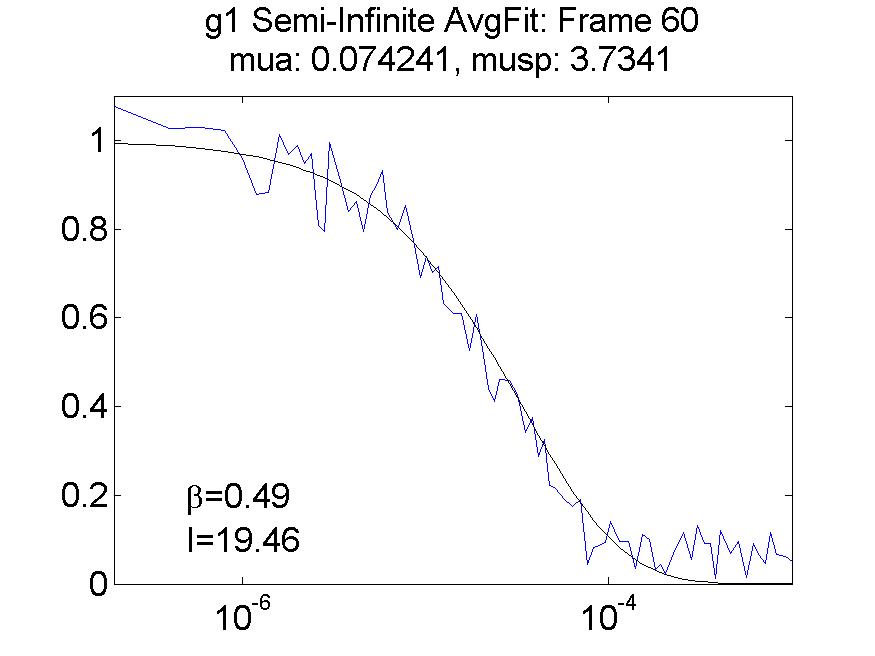 g1 Semi-Infinite AvgFit: Frame 60
mua: 0.074241, musp: 3.7341
1
0.8
0.6
0.4
0.2
0
β=0.49
I=19.46
10^-6
10^-4